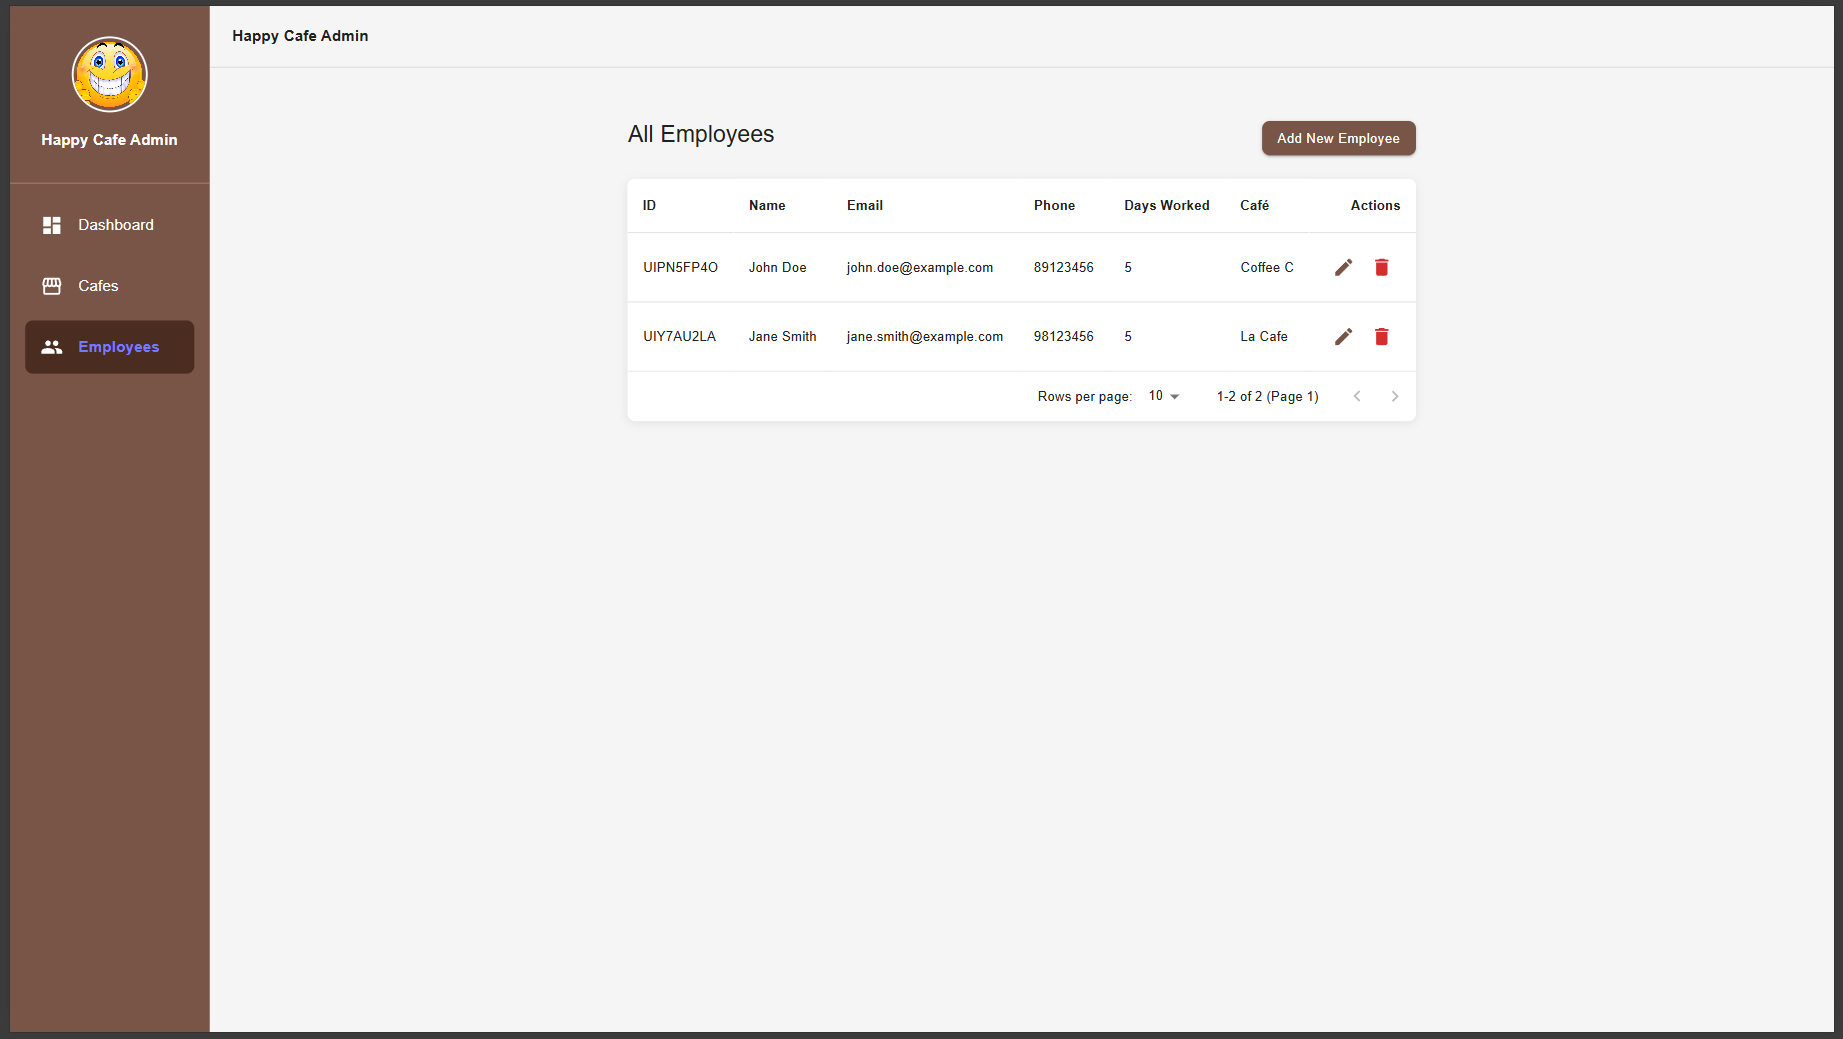 Happy Cafe Admin
Dashboard
Cafes
Employees
Happy Cafe Admin
All Employees
Add New Employee
ID Name Email Phone Days Worked Café Actions
UIPN5FP4O John Doe john.doe@example.com 89123456 5 Coffee C
UIY7AU2LA Jane Smith jane.smith@example.com 98123456 5 La Cafe
Rows per page: 10 1-2 of 2 (Page 1)